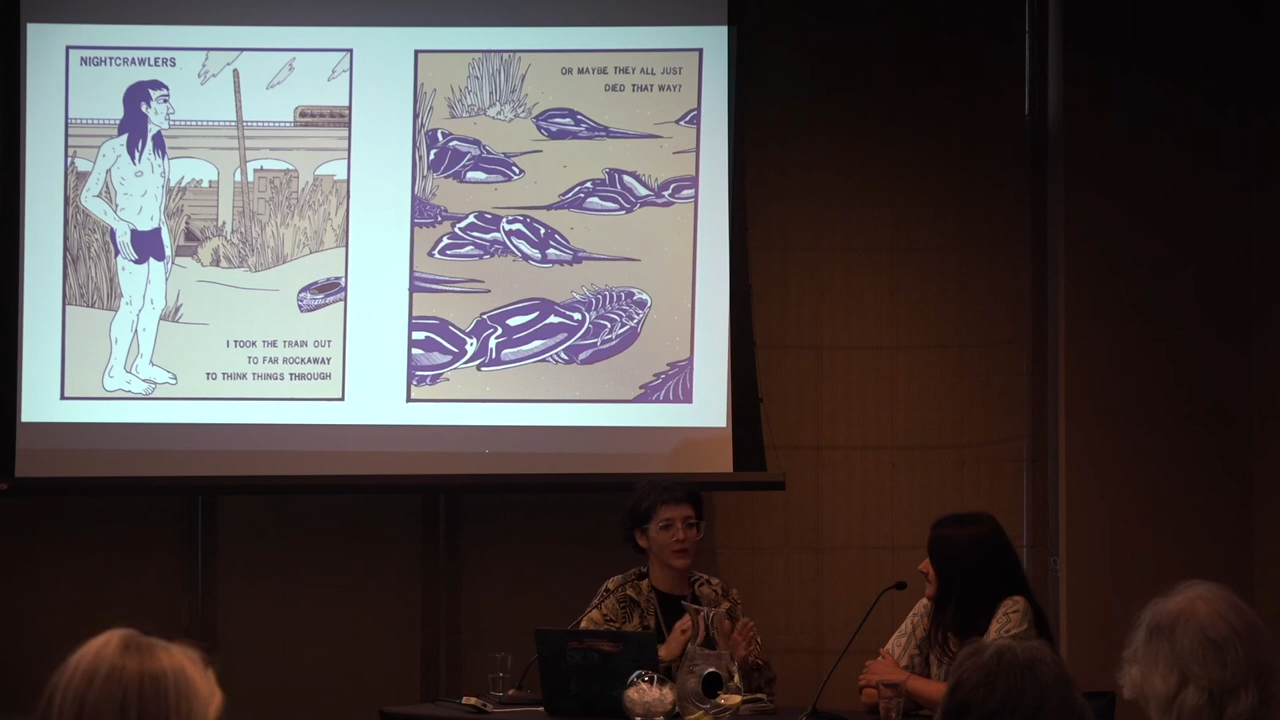 NIGHTCRAWLERS
I TOOK THE TRAIN OUT
TO FAR ROCKAWAY
TO THINK THINGS THROUGH
OR MAYBE THEY ALL JUST
DIED THAT WAY?